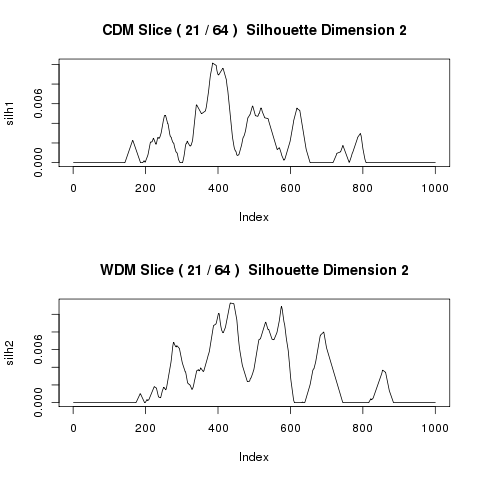 CDM Slice ( 21 / 64 )  Silhouette Dimension 2
silh1
0.006
0.000
0 200 400 600 800 1000
Index
WDM Slice ( 21 / 64 )  Silhouette Dimension 2
silh2
0.006
0.000
0 200 400 600 800 1000
Index